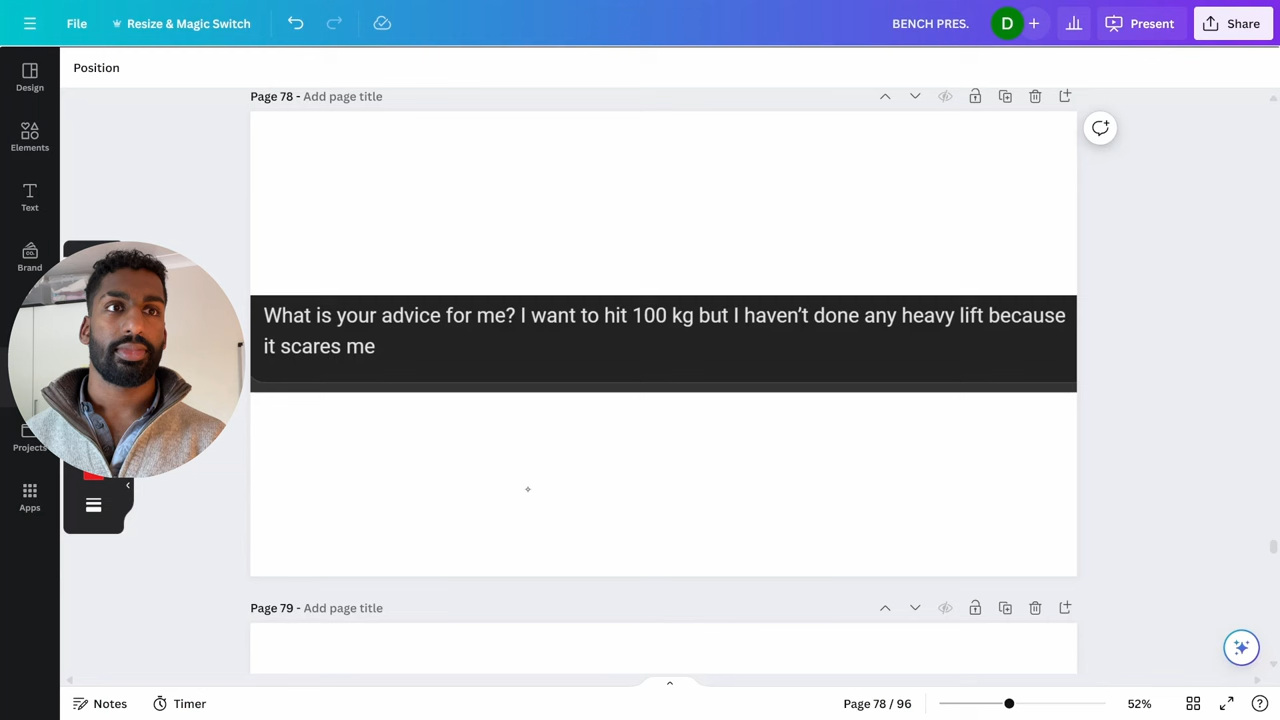 File
Resize & Magic Switch
BENCH PRES.
D
Present
Share
Position
Design
Elements
Text
Brand
Projects
Apps
Page 78 - Add page title
What is your advice for me? I want to hit 100 kg but I haven't done any heavy lift because
it scares me
Page 79 - Add page title
Notes
Timer
Page 78 / 96
52%